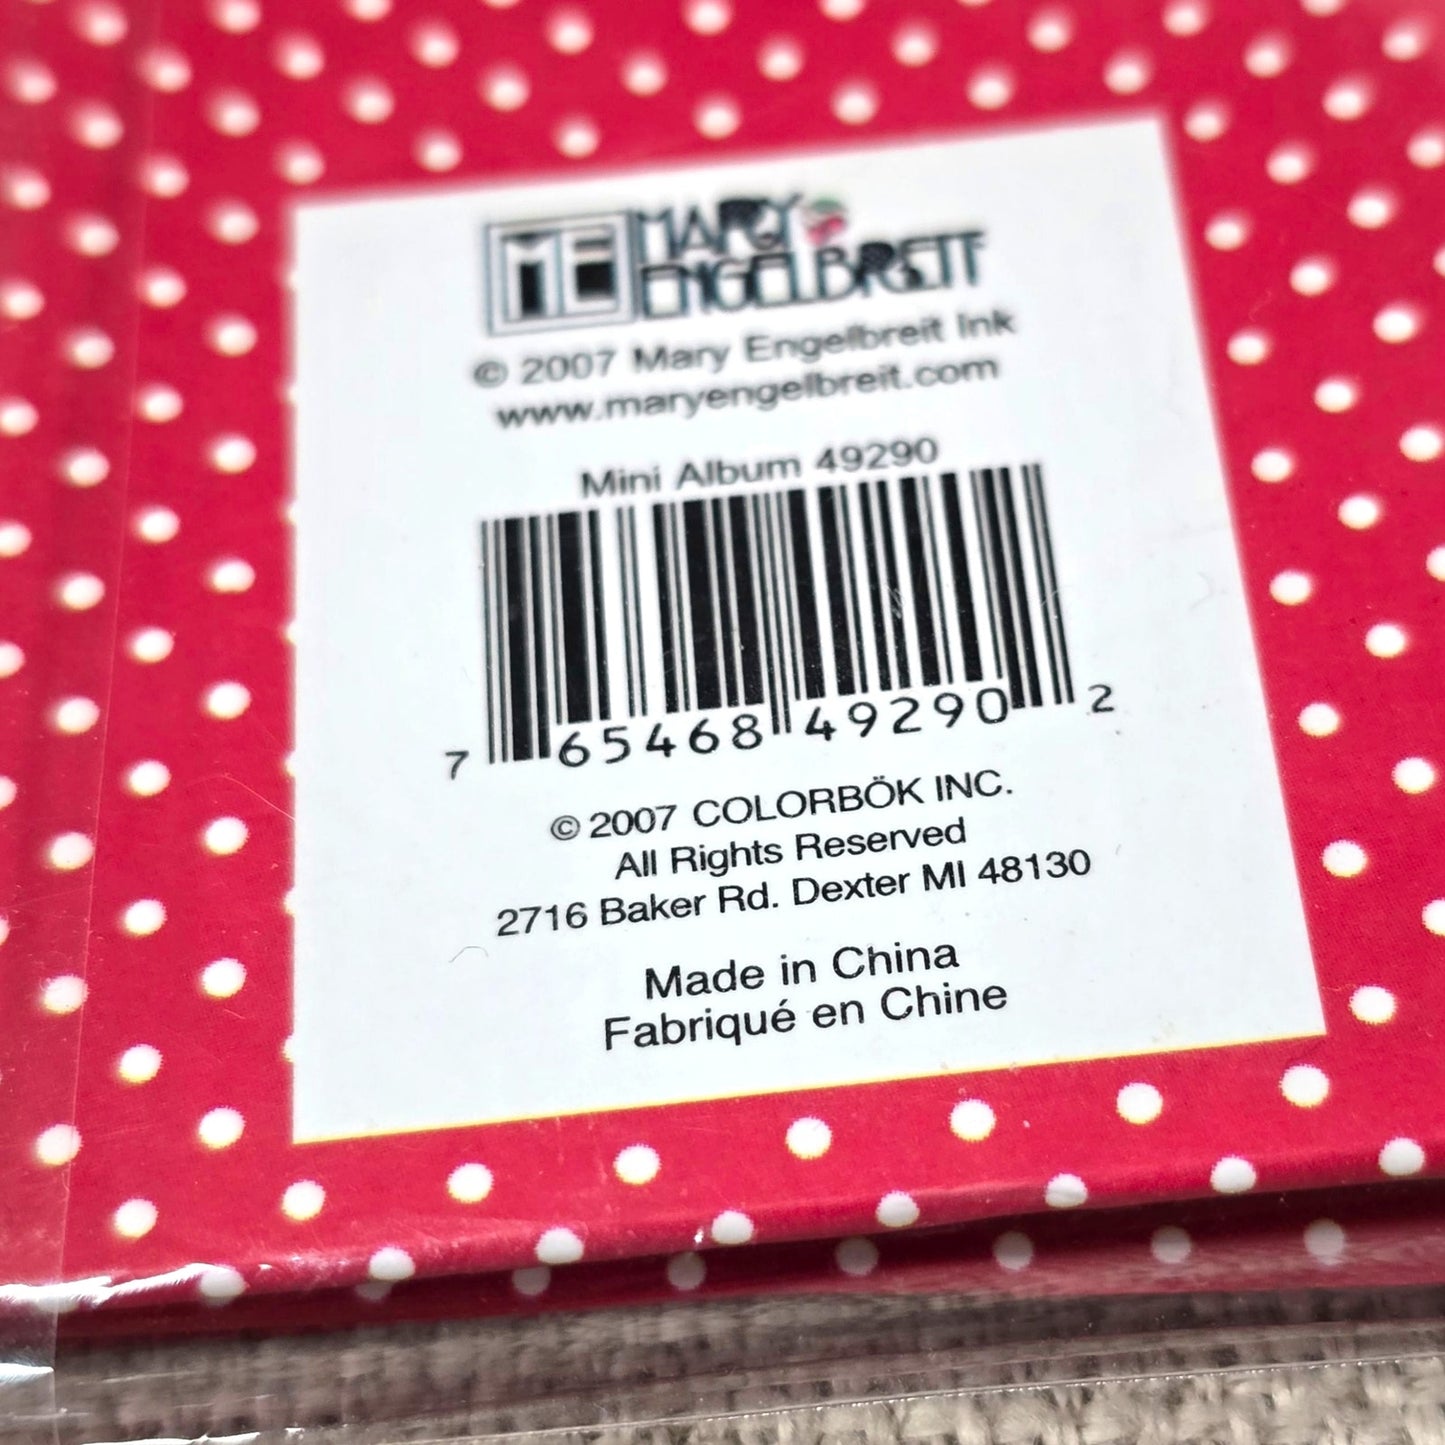 ME MARY
ENGELBREIT
© 2007 Mary Engelbreit Ink
www.maryengelbreit.com
Mini Album 49290
7 65468 49290 2
© 2007 COLORBÖK INC.
All Rights Reserved
2716 Baker Rd. Dexter MI 48130
Made in China
Fabriqué en Chine